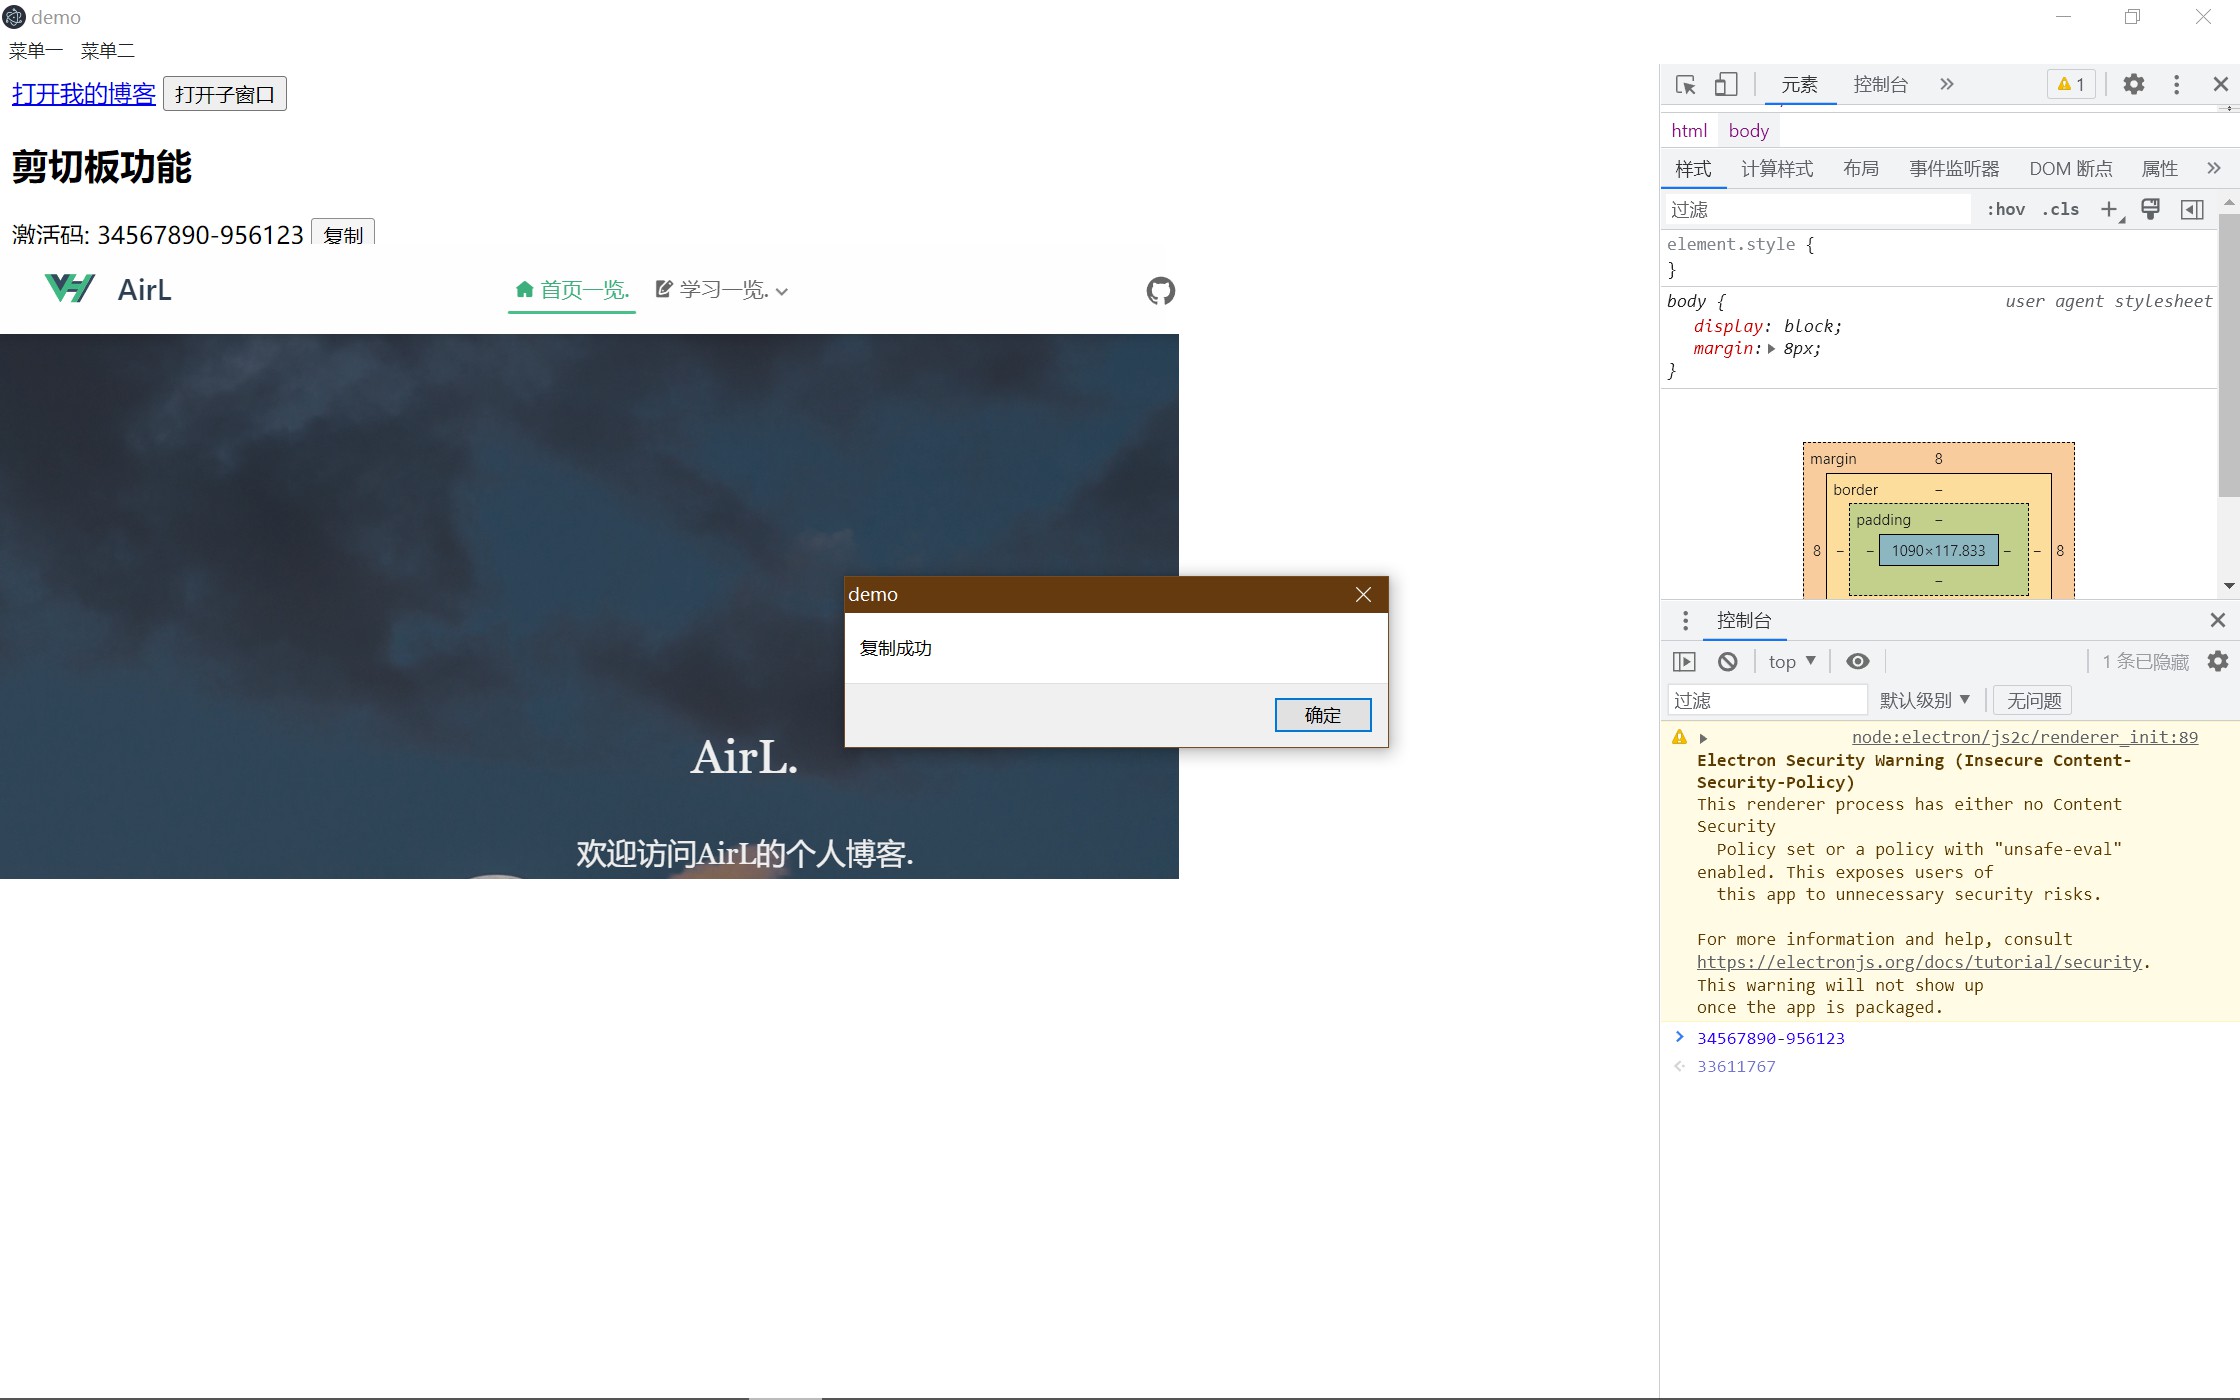 demo
菜单一 菜单二
打开我的博客 打开子窗口
剪切板功能
激活码: 34567890-956123 复制
AirL 首页一览. 学习一览.
AirL.
欢迎访问AirL的个人博客.
demo
复制成功
确定
元素 控制台 » 1
html body
样式 计算样式 布局 事件监听器 DOM 断点 属性 »
过滤 :hov .cls
element.style {
}
body { user agent stylesheet
display: block;
margin: 8px;
}
margin 8
border –
padding –
8 – – 1090×117.833 – – 8
–
控制台
top 1 条已隐藏
过滤 默认级别 无问题
node:electron/js2c/renderer_init:89
Electron Security Warning (Insecure Content-
Security-Policy)
This renderer process has either no Content
Security
Policy set or a policy with "unsafe-eval"
enabled. This exposes users of
this app to unnecessary security risks.
For more information and help, consult
https://electronjs.org/docs/tutorial/security.
This warning will not show up
once the app is packaged.
34567890-956123
33611767